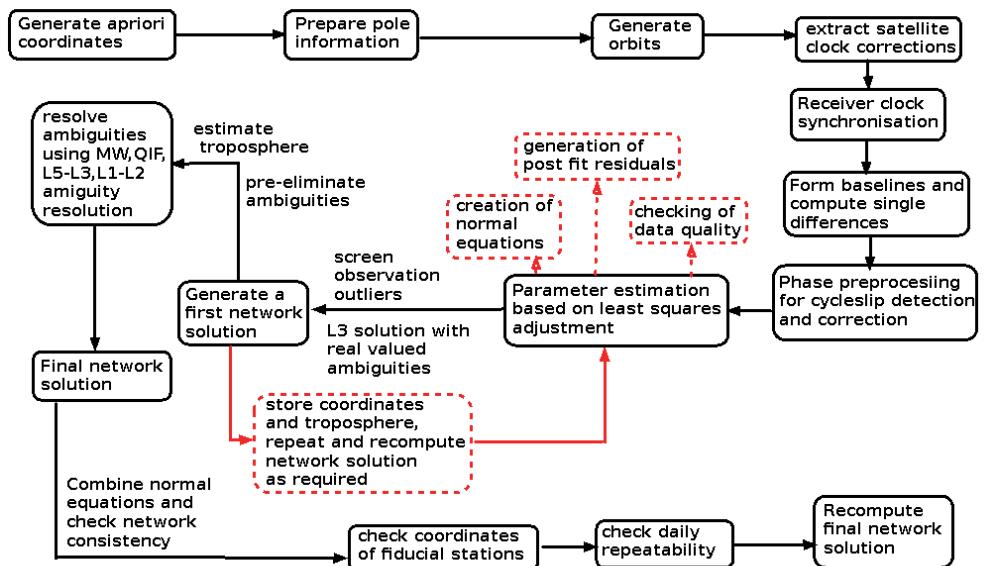 Generate apriori
coordinates
Prepare pole
information
Generate
orbits
extract satellite
clock corrections
Receiver clock
synchronisation
Form baselines and
compute single
differences
Phase preprocesiing
for cycleslip detection
and correction
Parameter estimation
based on least squares
adjustment
creation of
normal
equations
generation of
post fit residuals
checking of
data quality
screen
observation
outliers
L3 solution with
real valued
ambiguities
Generate a
first network
solution
store coordinates
and troposphere,
repeat and recompute
network solution
as required
estimate
troposphere
pre-eliminate
ambiguities
resolve
ambiguities
using MW,QIF,
L5-L3,L1-L2
amiguity
resolution
Final network
solution
Combine normal
equations and
check network
consistency
check coordinates
of fiducial stations
check daily
repeatability
Recompute
final network
solution